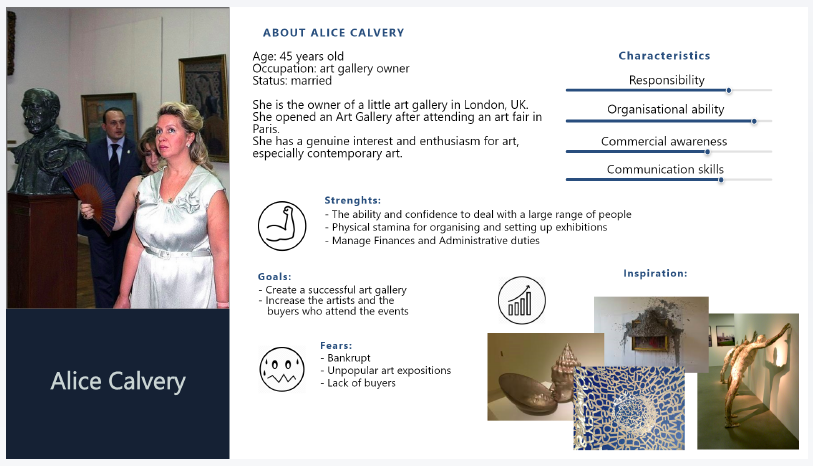 ABOUT ALICE CALVERY
Age: 45 years old
Occupation: art gallery owner
Status: married
She is the owner of a little art gallery in London, UK.
She opened an Art Gallery after attending an art fair in
Paris.
She has a genuine interest and enthusiasm for art,
especially contemporary art.
Characteristics
Responsibility
Organisational ability
Commercial awareness
Communication skills
Strenghts:
- The ability and confidence to deal with a large range of people
- Physical stamina for organising and setting up exhibitions
- Manage Finances and Administrative duties
Goals:
- Create a successful art gallery
- Increase the artists and the
buyers who attend the events
Inspiration:
Fears:
- Bankrupt
- Unpopular art expositions
- Lack of buyers
Alice Calvery